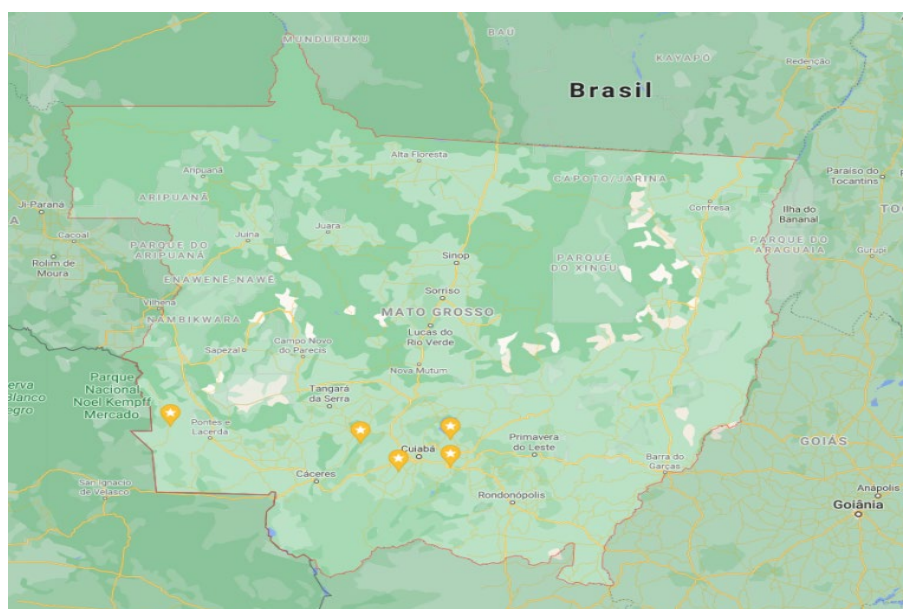 MUNDURUKU
BAÚ
KAYAPÓ
Redenção
Brasil
Alta Floresta
Aripuanã
CAPOTO/JARINA
Paraíso do
Tocantins
ARIPUANÃ
Ji-Paraná
Cacoal
Juína
Juara
Confresa
Ilha do
Bananal
TOC
Rolim de
Moura
PARQUE DO
ARIPUANÃ
Sinop
PARQUE
DO XINGU
PARQUE DO
ARAGUAIA
Gurupi
ENAWENÊ-NAWÊ
Sorriso
Vilhena
NAMBIKWARA
MATO GROSSO
Lucas do
Rio Verde
Sapezal
Campo Novo
do Parecis
Nova Mutum
Parque
Nacional
Noel Kempff
Mercado
erva
Blanco
egro
Tangará
da Serra
Pontes e
Lacerda
Cuiabá
Primavera
do Leste
GOIÁS
Cáceres
Barra do
Garças
San Ignacio
de Velasco
Rondonópolis
Anápolis
Goiânia